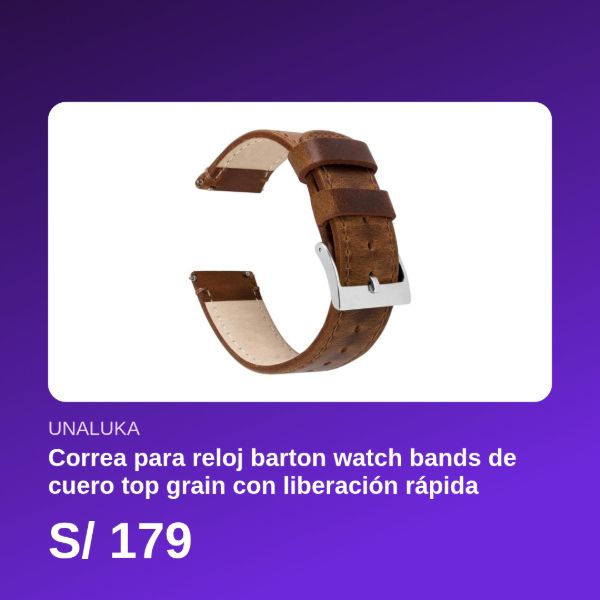 UNALUKA
Correa para reloj barton watch bands de
cuero top grain con liberación rápida
S/ 179